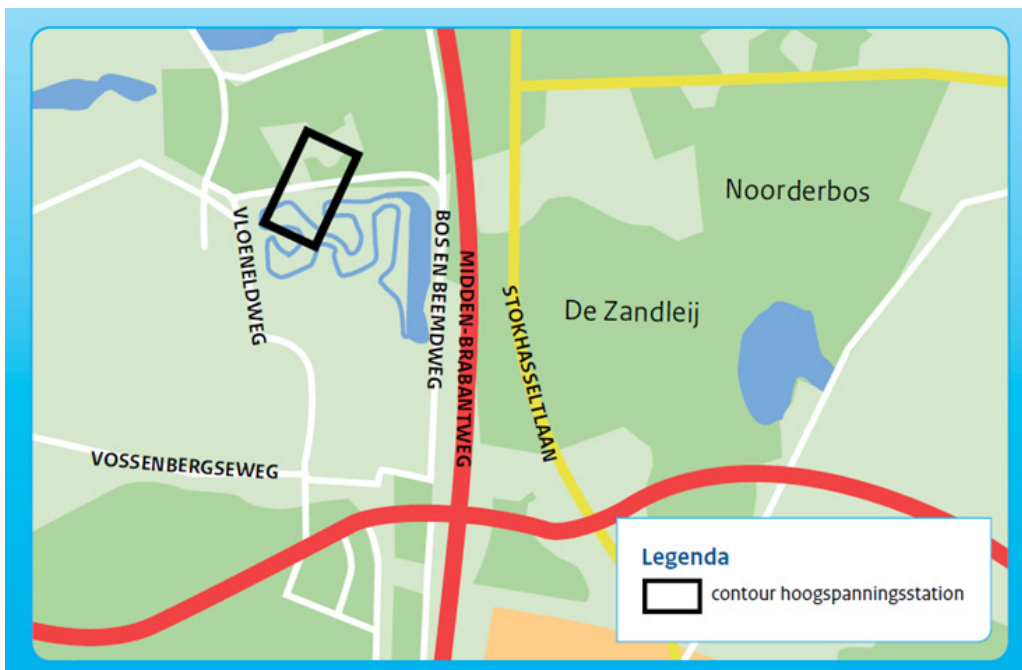 Noorderbos
De Zandleij
VLOENELDWEG
BOS EN BEEMDWEG
MIDDEN-BRABANTWEG
STOKHASSELTLAAN
VOSSENBERGSEWEG
Legenda
contour hoogspanningsstation